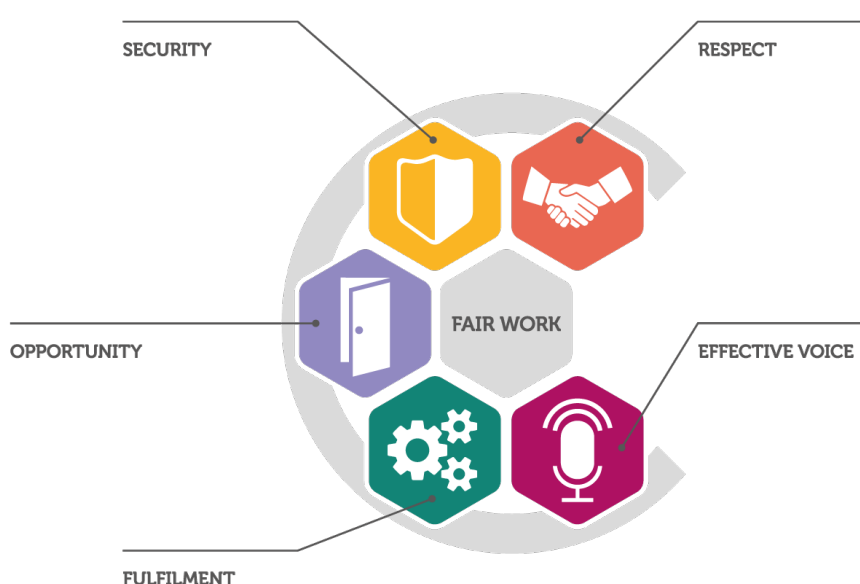 SECURITY
RESPECT
FAIR WORK
OPPORTUNITY
EFFECTIVE VOICE
FULFILMENT